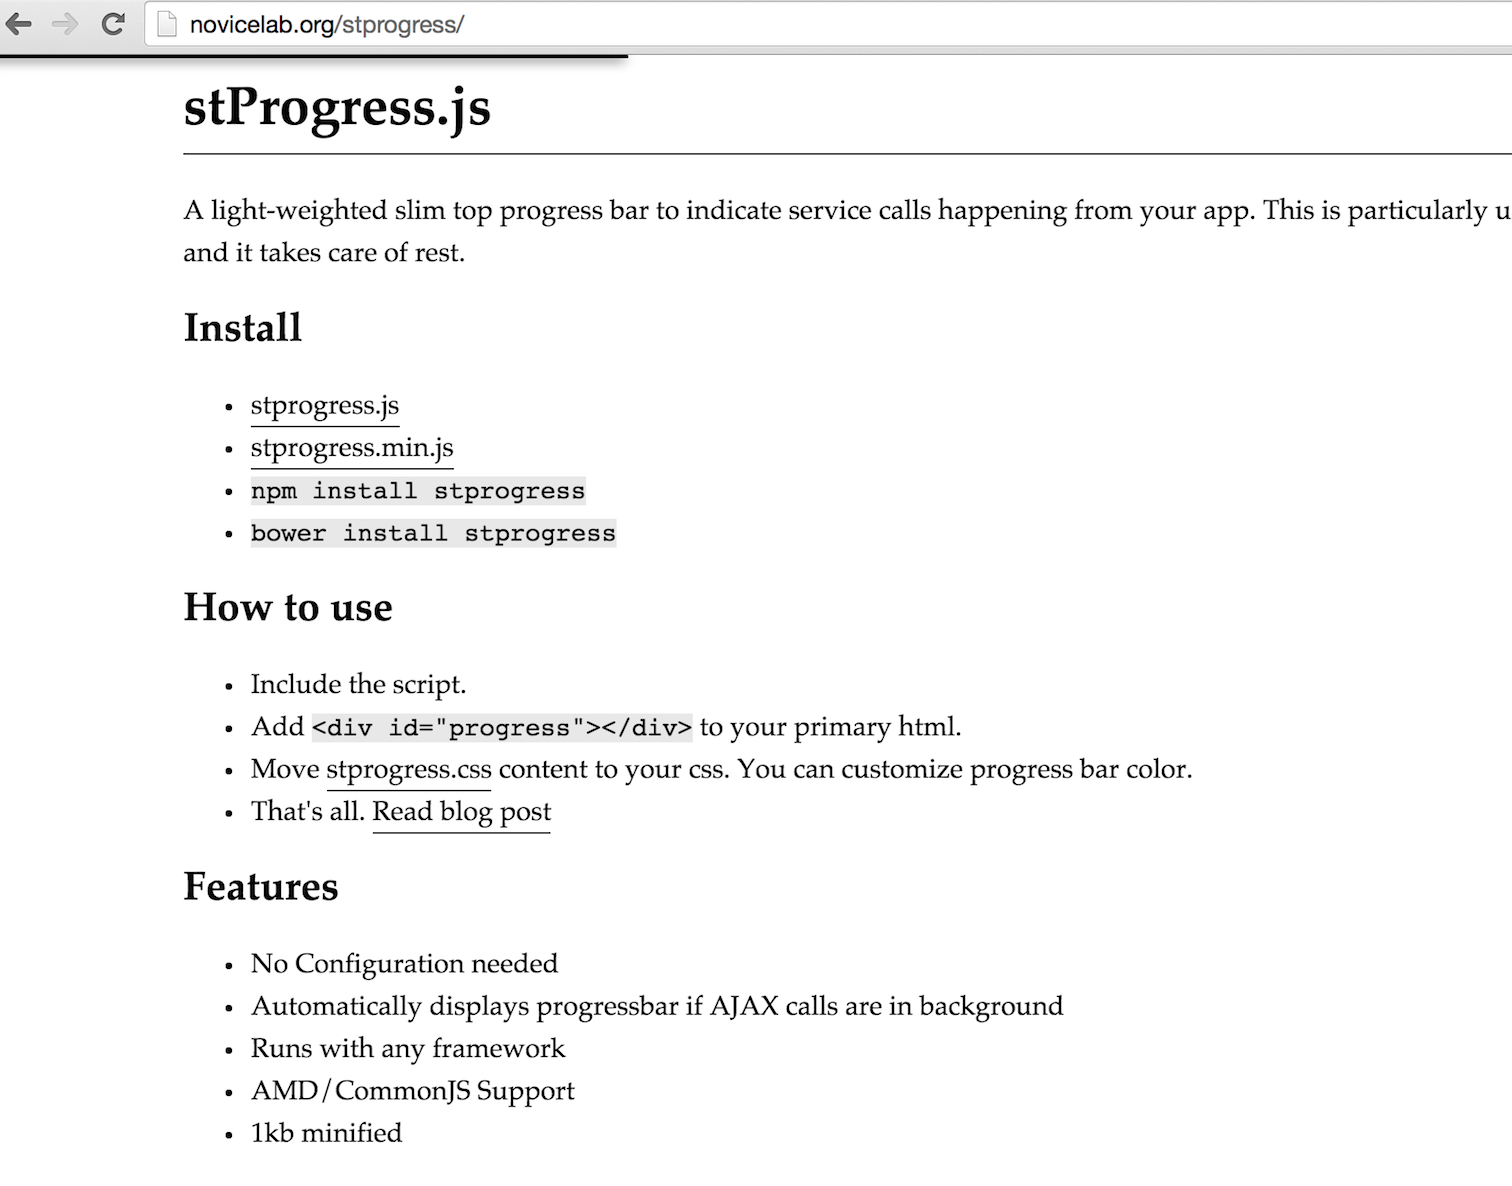 novicelab.org/stprogress/
stProgress.js
A light-weighted slim top progress bar to indicate service calls happening from your app. This is particularly
and it takes care of rest.
Install
• stprogress.js
• stprogress.min.js
• npm install stprogress
• bower install stprogress
How to use
• Include the script.
• Add <div id="progress"></div> to your primary html.
• Move stprogress.css content to your css. You can customize progress bar color.
• That's all. Read blog post
Features
• No Configuration needed
• Automatically displays progressbar if AJAX calls are in background
• Runs with any framework
• AMD/CommonJS Support
• 1kb minified